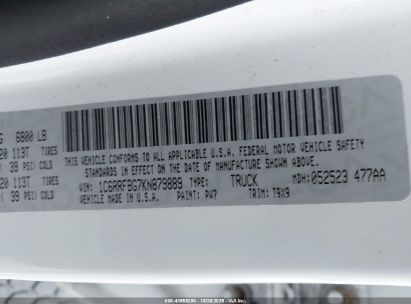 G 6800 LB
20 113T TIRES
39 PSI/ COLD
20 113T TIRES
39 PSI/ COLD
THIS VEHICLE CONFORMS TO ALL APPLICABLE U.S.A. FEDERAL MOTOR VEHICLE SAFETY
STANDARDS IN EFFECT ON THE DATE OF MANUFACTURE SHOWN ABOVE.
VIN: 1C6RRFBG7KN879889 TYPE: TRUCK MDH: 052523 477AA
VEHICLE MADE IN U.S.A. PAINT: PW7 TRIM: T9X9